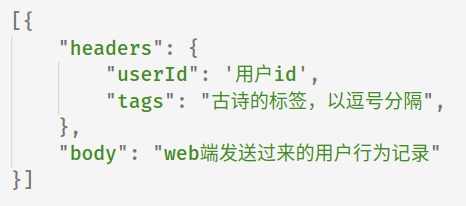 [{
    "headers": {
        "userId": '用户id',
        "tags": "古诗的标签，以逗号分隔",
    },
    "body": "web端发送过来的用户行为记录"
}]